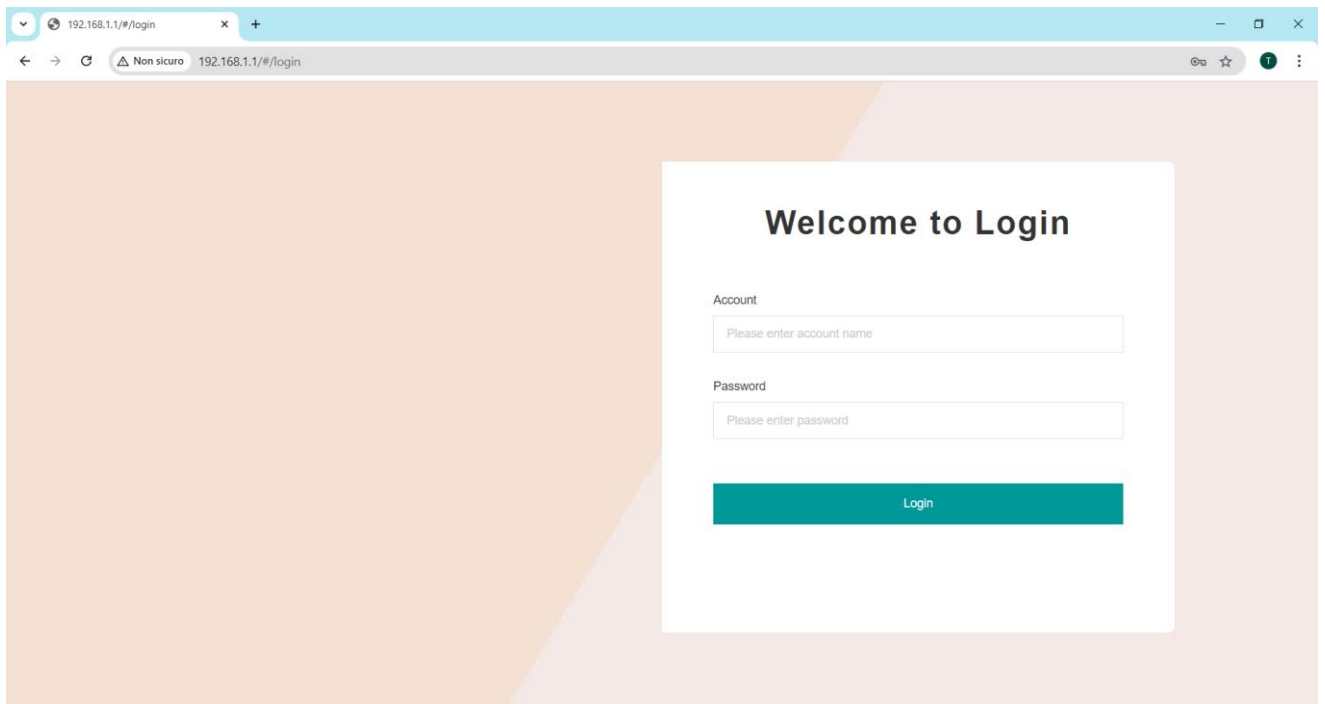 192.168.1.1/#/login
Non sicuro 192.168.1.1/#/login
T
Welcome to Login
Account
Please enter account name
Password
Please enter password
Login